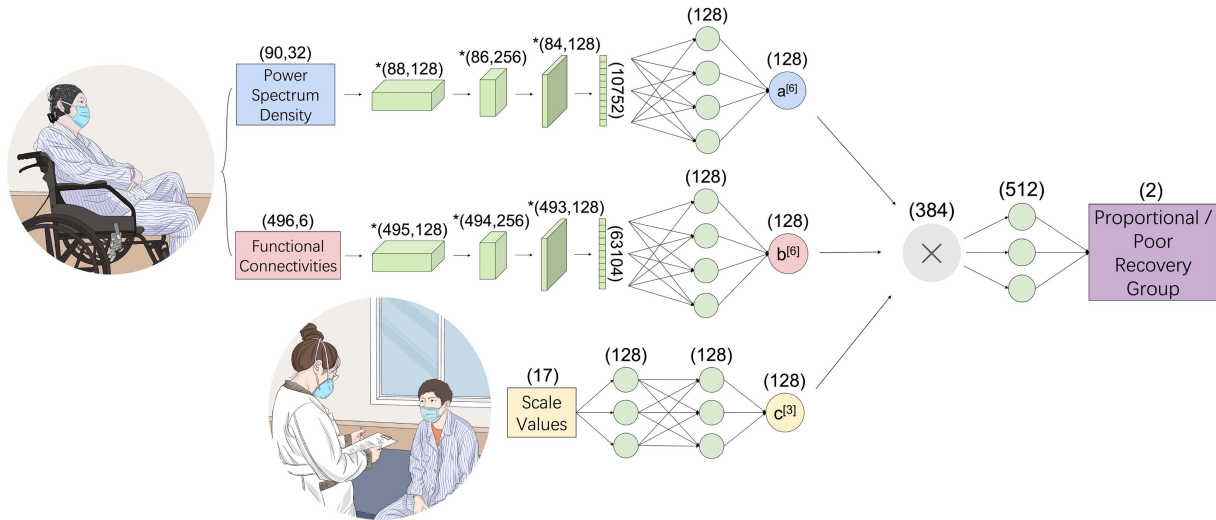 (90,32)
Power
Spectrum
Density
*(88,128)
*(86,256)
*(84,128)
(10752)
(128)
(128)
a[6]
(496,6)
Functional
Connectivities
*(495,128)
*(494,256)
*(493,128)
(63104)
(128)
(128)
b[6]
(17)
Scale
Values
(128)
(128)
(128)
c[3]
(384)
×
(512)
(2)
Proportional /
Poor
Recovery
Group